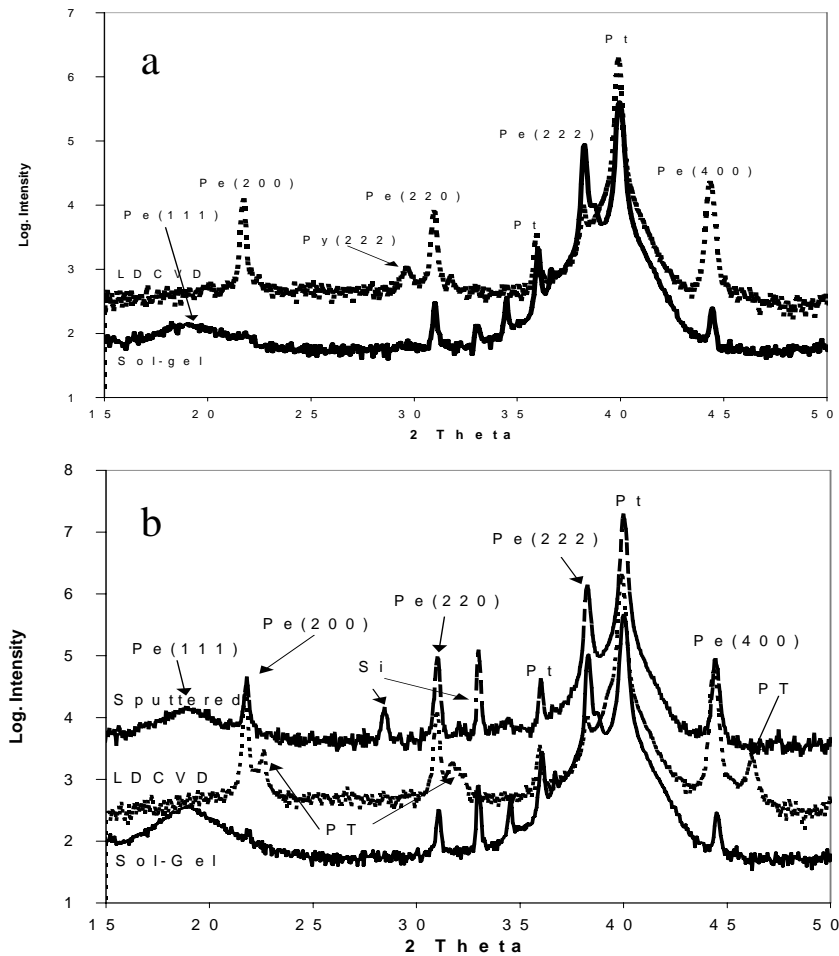 7
a
Pt
6
Pe(222)
5
Pe(200)
Pe(220)
Pe(400)
Pe(111)
4
Py(222)
Pt
3
LDCVD
2
Sol-gel
1
15 20 25 30 35 40 45 50
2 Theta
Log. Intensity
8
b
Pt
7
Pe(222)
6
Pe(220)
Pe(200)
Pe(111)
Si
Pt
Pe(400)
5
PT
Sputtered
4
LDCVD
3
PT
2
Sol-Gel
1
15 20 25 30 35 40 45 50
2 Theta
Log. Intensity